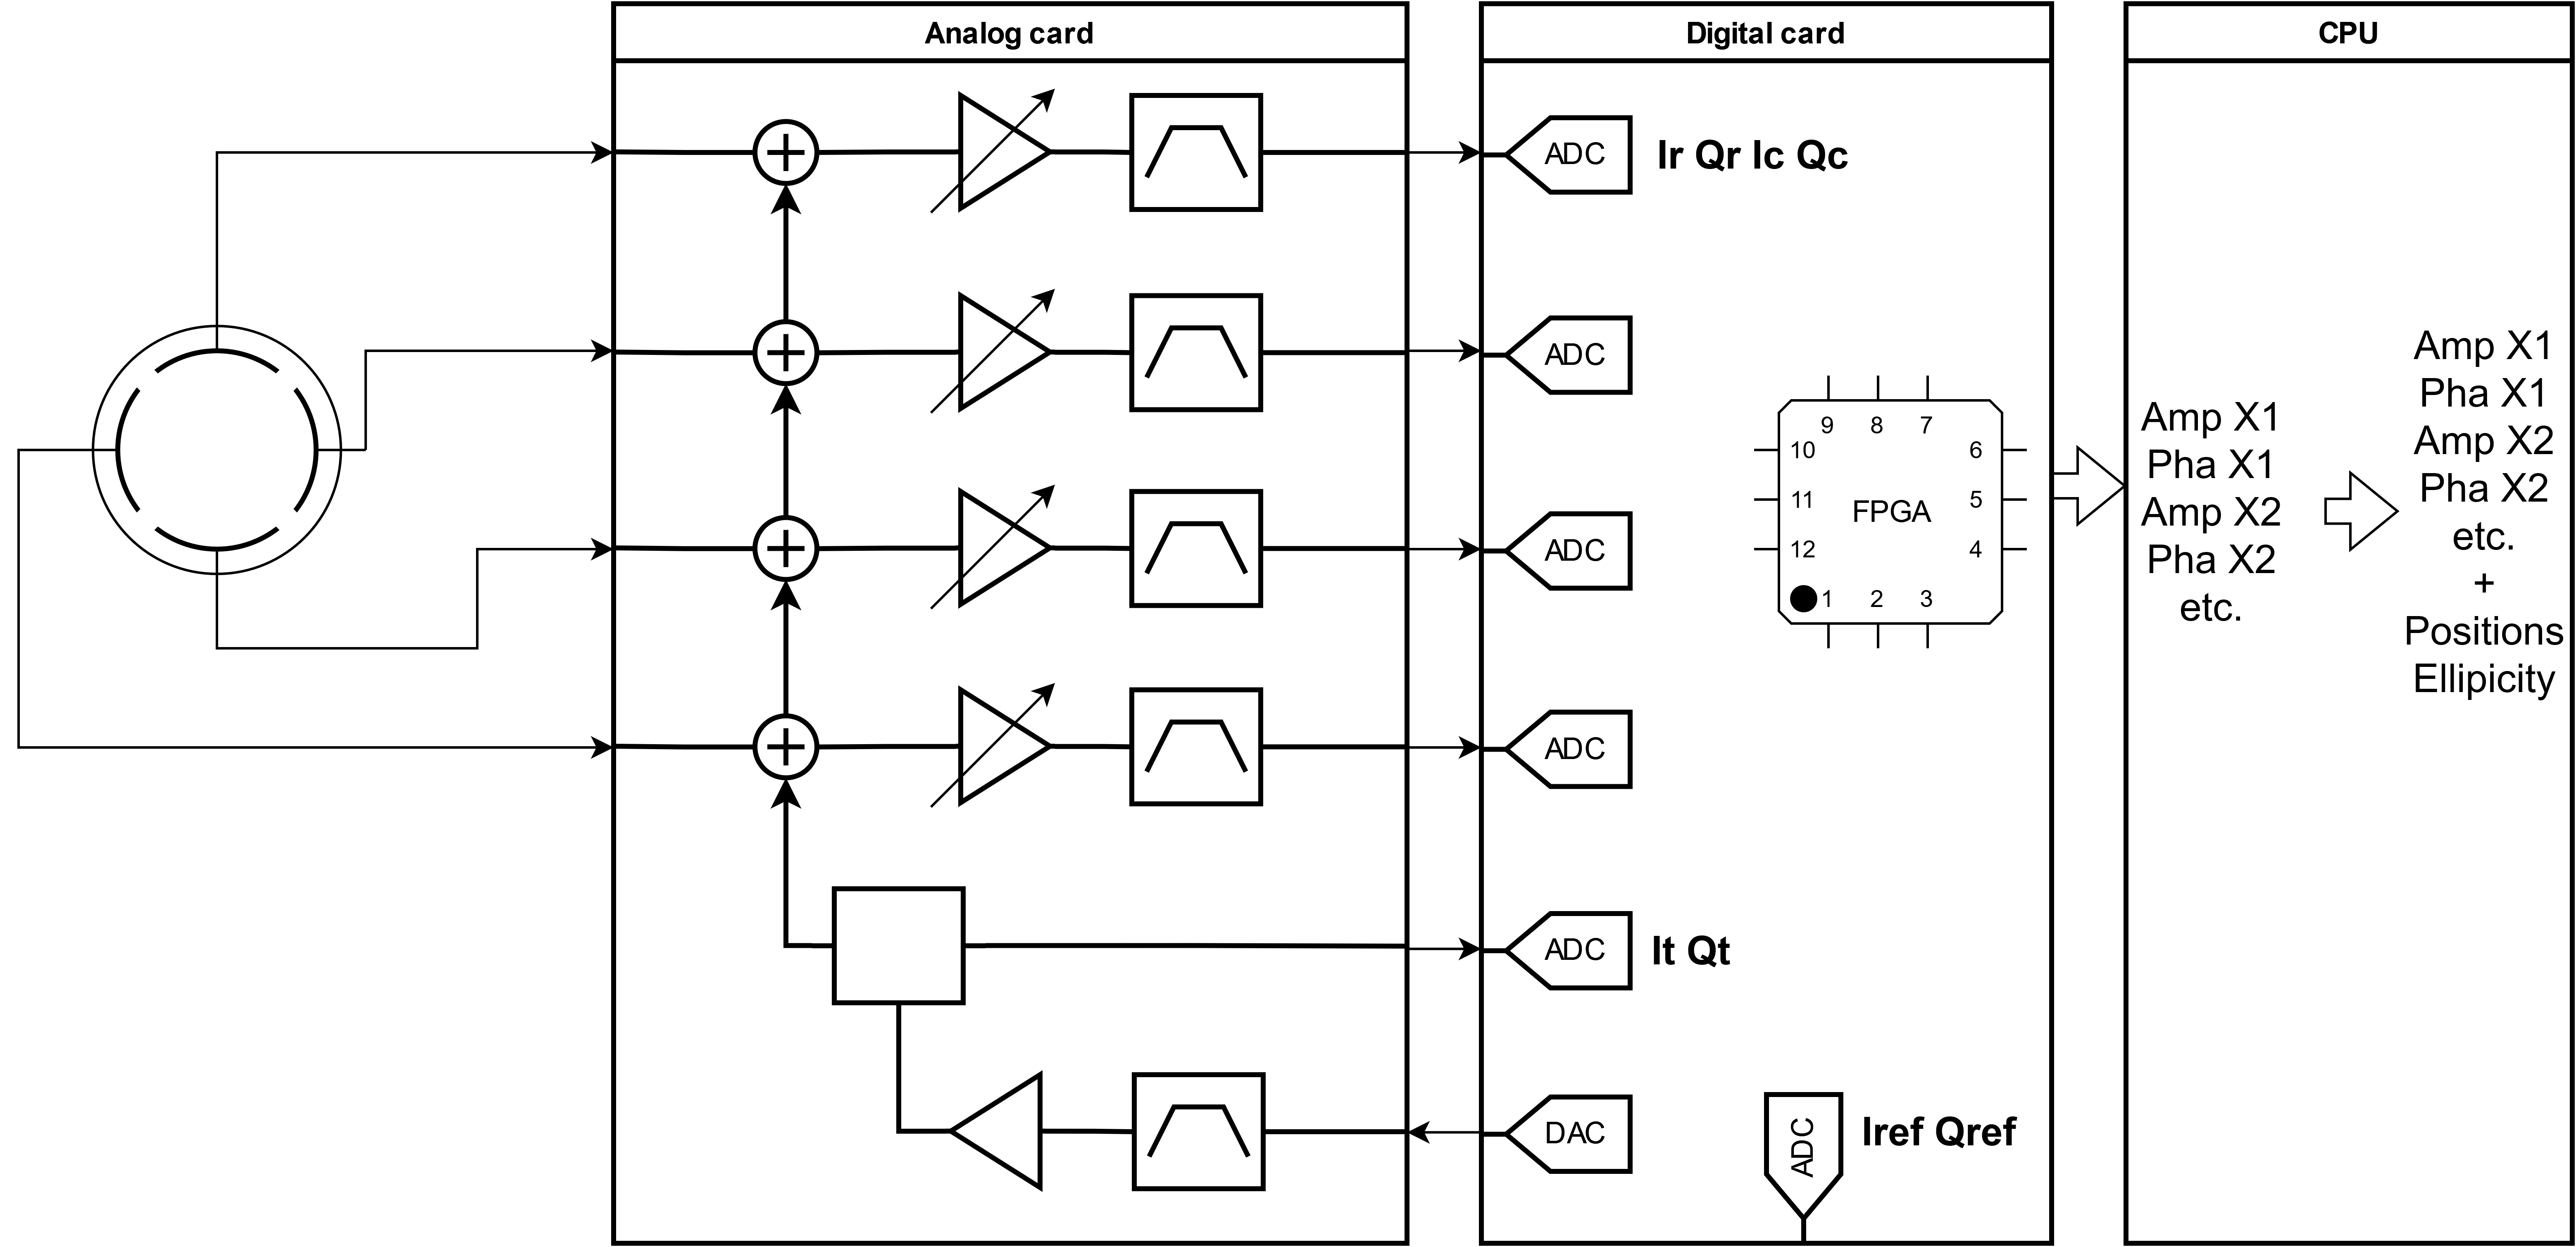 Analog card
Digital card
CPU
ADC
Ir Qr Ic Qc
ADC
ADC
ADC
ADC
It Qt
DAC
ADC
Iref Qref
9 8 7
10 6
11 FPGA 5
12 4
1 2 3
Amp X1
Pha X1
Amp X2
Pha X2
etc.
Amp X1
Pha X1
Amp X2
Pha X2
etc.
+
Positions
Ellipicity